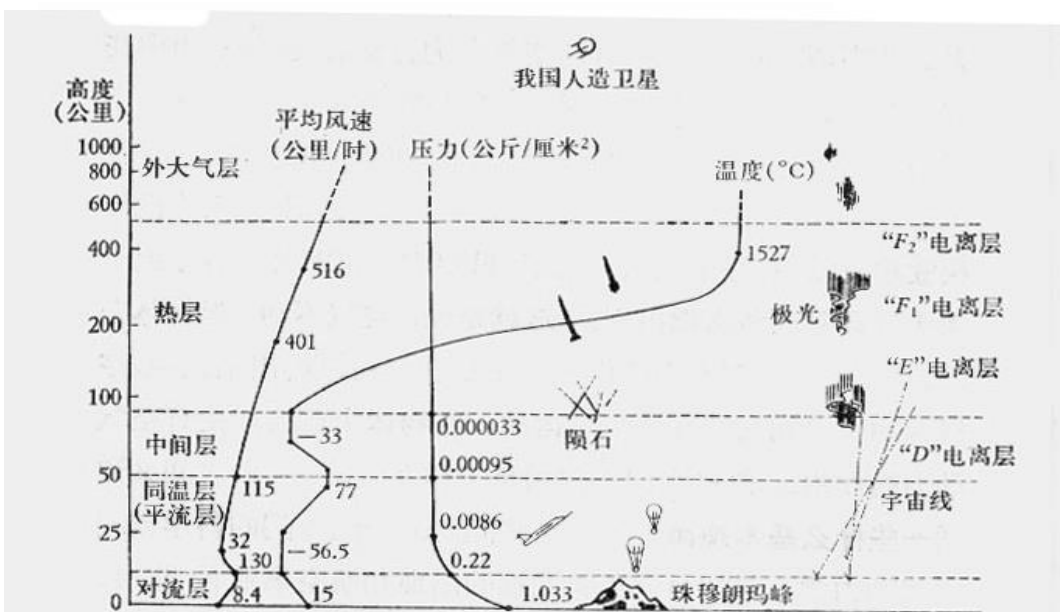 我国人造卫星
高度
(公里)
平均风速
(公里/时)
压力(公斤/厘米²)
温度(°C)
1000
外大气层
800
600
400
“F₂”电离层
1527
516
热层
极光
“F₁”电离层
200
401
“E”电离层
100
0.000033
-33
陨石
中间层
“D”电离层
0.00095
50
115
77
同温层
(平流层)
宇宙线
25
0.0086
32
-56.5
130
0.22
对流层
8.4
15
1.033
珠穆朗玛峰
0